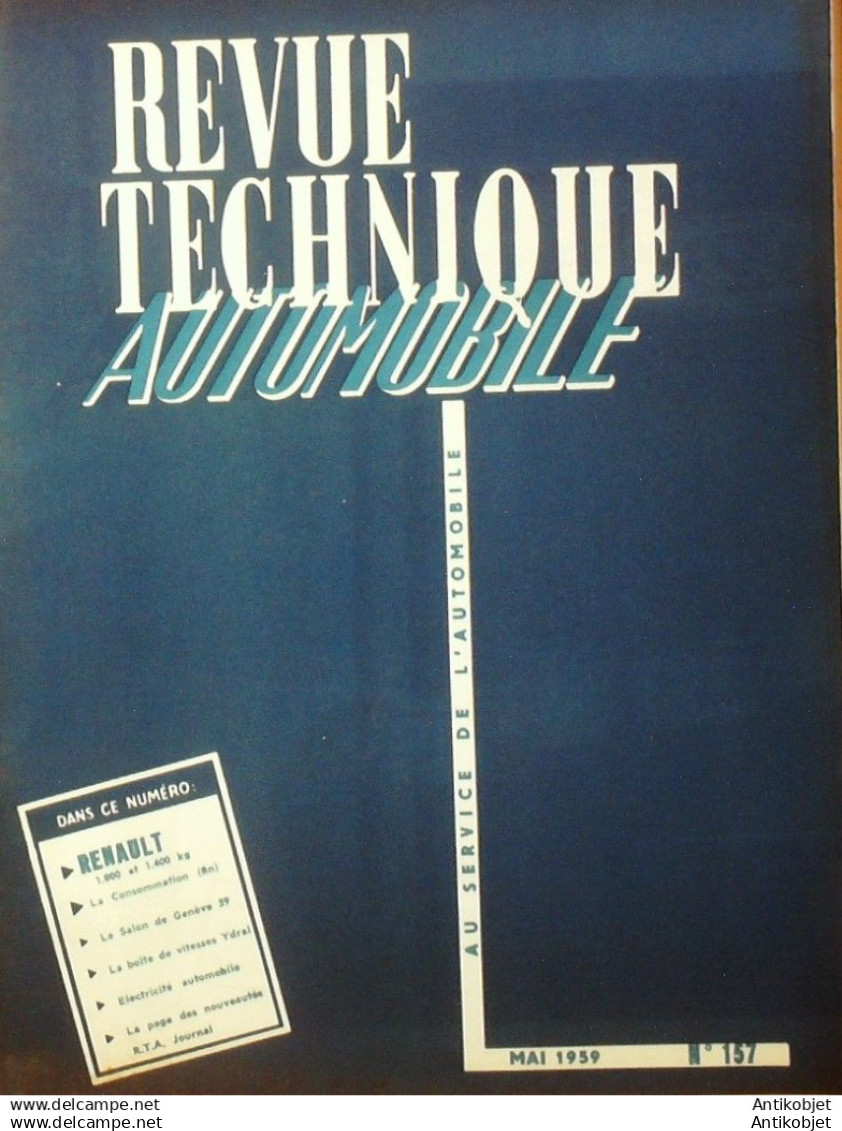 REVUE
TECHNIQUE
AUTOMOBILE
AU SERVICE DE L'AUTOMOBILE
DANS CE NUMÉRO:
RENAULT
1.000 et 1.400 kg
La Consommation (fin)
Le Salon de Genève 59
La boîte de vitesses Ydral
Electricité automobile
La page des nouveautés
R.T.A. Journal
MAI 1959 N° 157
www.delcampe.net Antikobjet
www.delcampe.net Antikobjet